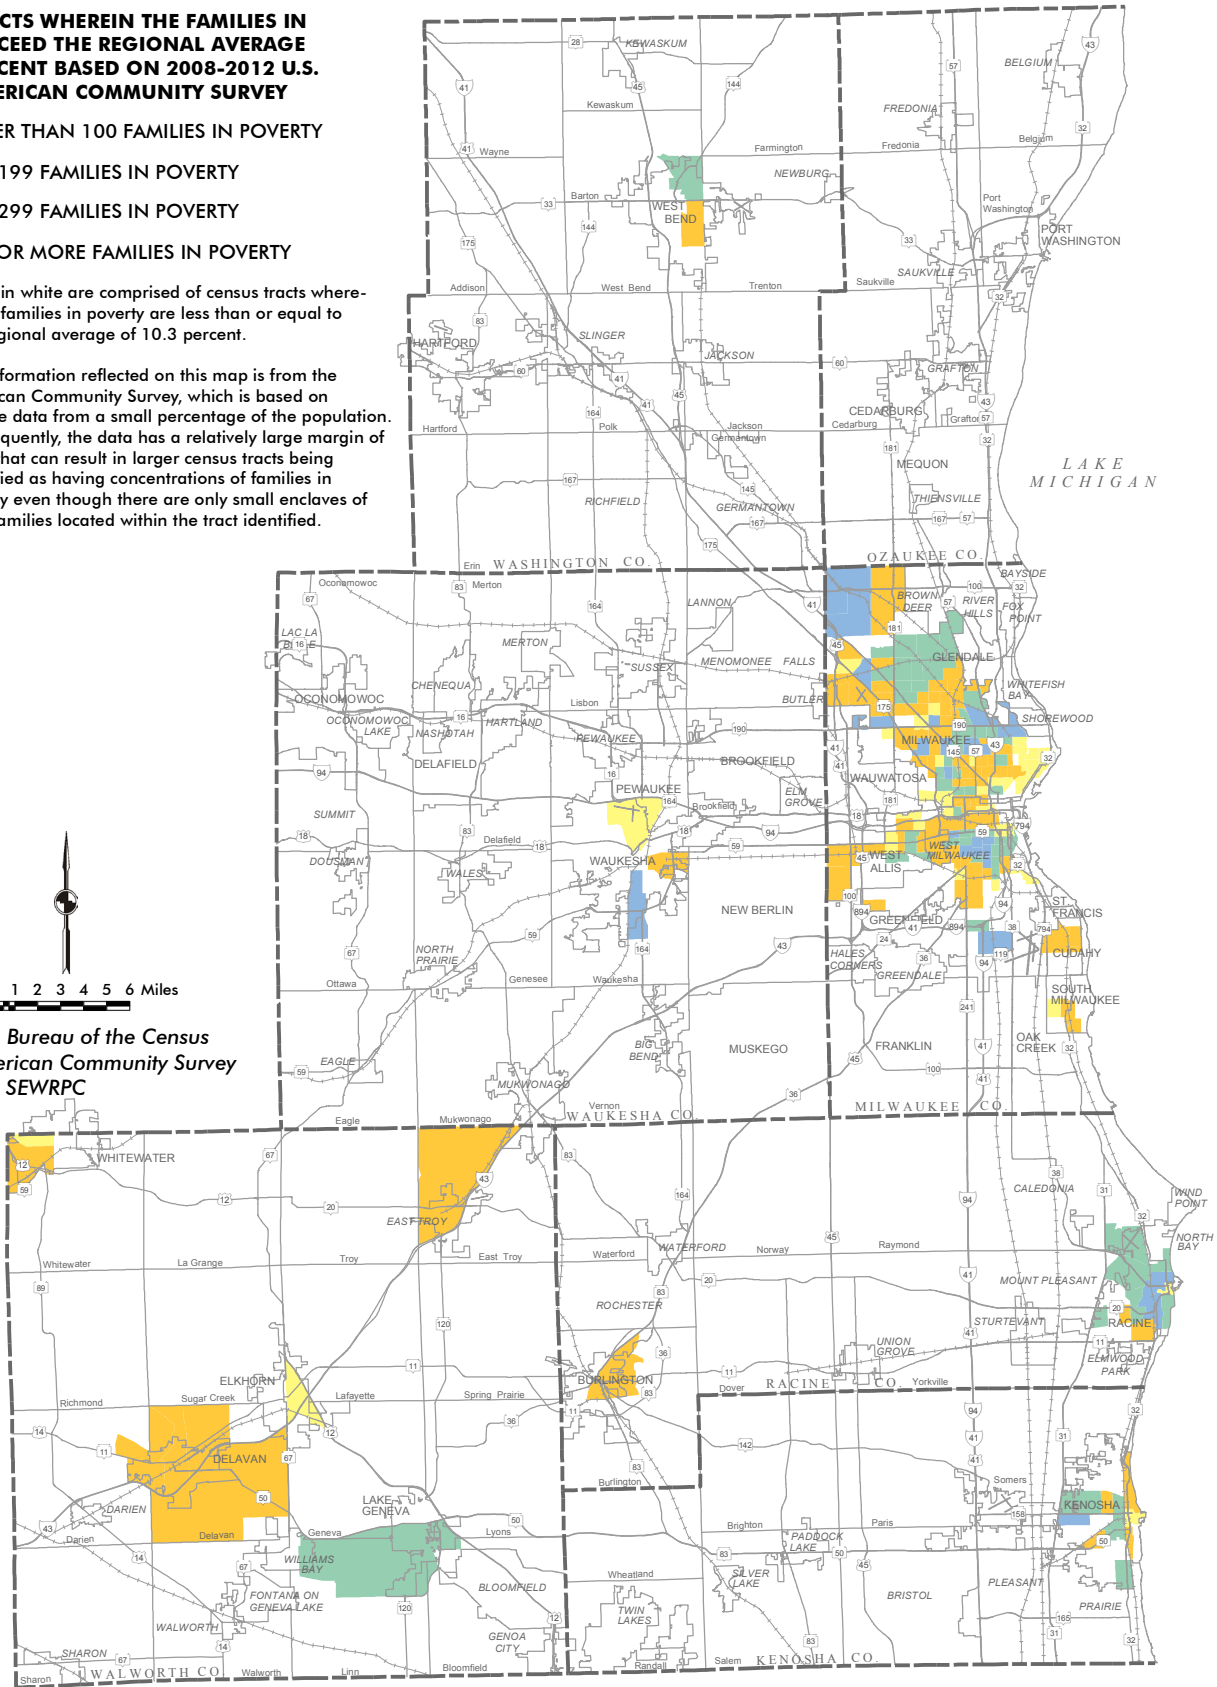 CTS WHEREIN THE FAMILIES IN
CEED THE REGIONAL AVERAGE
CENT BASED ON 2008-2012 U.S.
ERICAN COMMUNITY SURVEY
ER THAN 100 FAMILIES IN POVERTY
199 FAMILIES IN POVERTY
299 FAMILIES IN POVERTY
OR MORE FAMILIES IN POVERTY
in white are comprised of census tracts where-
families in poverty are less than or equal to
gional average of 10.3 percent.
formation reflected on this map is from the
can Community Survey, which is based on
e data from a small percentage of the population.
quently, the data has a relatively large margin of
that can result in larger census tracts being
ied as having concentrations of families in
y even though there are only small enclaves of
amilies located within the tract identified.
KEWASKUM
Kewaskum
BELGIUM
FREDONIA
Wayne
Farmington
Fredonia
Belgium
NEWBURG
Barton
WEST
BEND
Port
Washington
PORT
WASHINGTON
SAUKVILLE
Addison
West Bend
Trenton
Saukville
HARTFORD
SLINGER
JACKSON
GRAFTON
CEDARBURG
Hartford
Polk
Jackson
Germantown
Cedarburg
Grafton
MEQUON
LAKE
MICHIGAN
RICHFIELD
GERMANTOWN
THIENSVILLE
Erin
WASHINGTON CO.
OZAUKEE CO.
Oconomowoc
Merton
BAYSIDE
LANNON
BROWN
DEER
RIVER
HILLS
FOX
POINT
LAC LA
BELLE
MERTON
SUSSEX
MENOMONEE FALLS
GLENDALE
CHENEQUA
OCONOMOWOC
Lisbon
BUTLER
WHITEFISH
BAY
OCONOMOWOC
LAKE
NASHOTAH
HARTLAND
PEWAUKEE
SHOREWOOD
MILWAUKEE
DELAFIELD
BROOKFIELD
WAUWATOSA
PEWAUKEE
ELM
GROVE
Brookfield
SUMMIT
Delafield
DOUSMAN
WALES
WAUKESHA
WEST
ALLIS
WEST
MILWAUKEE
NEW BERLIN
ST.
FRANCIS
GREENFIELD
NORTH
PRAIRIE
HALES
CORNERS
GREENDALE
CUDAHY
Ottawa
Genesee
Waukesha
1 2 3 4 5 6 Miles
SOUTH
MILWAUKEE
Bureau of the Census
erican Community Survey
SEWRPC
EAGLE
BIG
BEND
MUSKEGO
FRANKLIN
OAK
CREEK
MUKWONAGO
Eagle
Mukwonago
Vernon
WAUKESHA CO.
MILWAUKEE CO.
WHITEWATER
CALEDONIA
WIND
POINT
EAST TROY
NORTH
BAY
Whitewater
La Grange
Troy
East Troy
Waterford
WATERFORD
Norway
Raymond
MOUNT PLEASANT
ROCHESTER
STURTEVANT
RACINE
UNION
GROVE
ELMWOOD
PARK
ELKHORN
BURLINGTON
Richmond
Sugar Creek
Lafayette
Spring Prairie
Dover
RACINE CO.
Yorkville
DELAVAN
Burlington
Somers
DARIEN
LAKE
GENEVA
KENOSHA
Darien
Delavan
Geneva
Lyons
Brighton
PADDOCK
LAKE
Paris
WILLIAMS
BAY
Wheatland
SILVER
LAKE
PLEASANT
FONTANA ON
GENEVA LAKE
BLOOMFIELD
TWIN
LAKES
BRISTOL
PRAIRIE
WALWORTH
GENOA
CITY
SHARON
Sharon
WALWORTH CO.
Walworth
Linn
Bloomfield
Randall
Salem
KENOSHA CO.